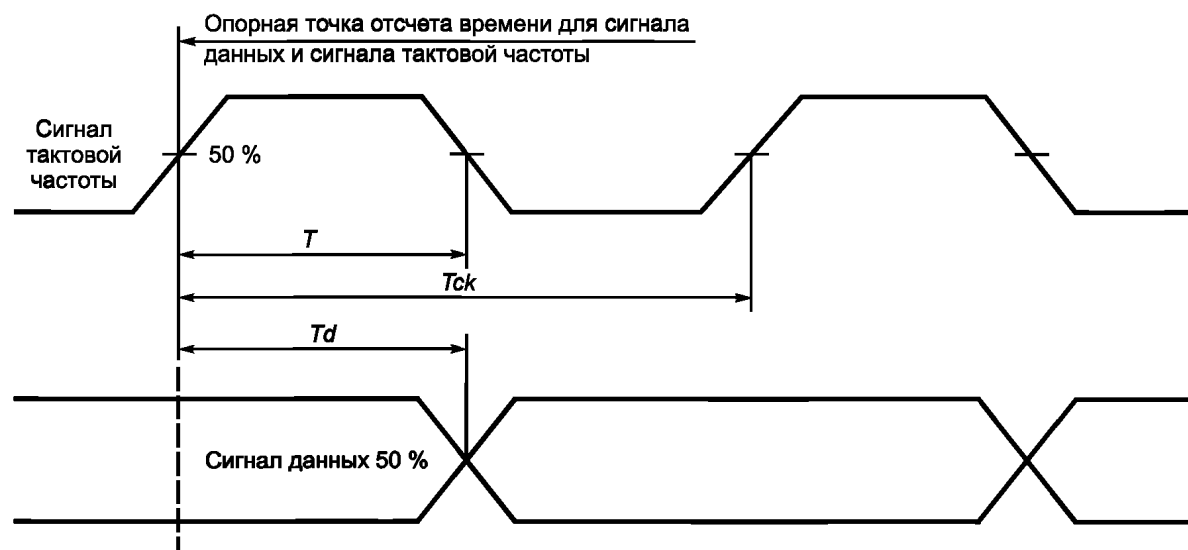 Опорная точка отсчета времени для сигнала
данных и сигнала тактовой частоты
Сигнал
тактовой
частоты
50 %
T
Tck
Td
Сигнал данных 50 %